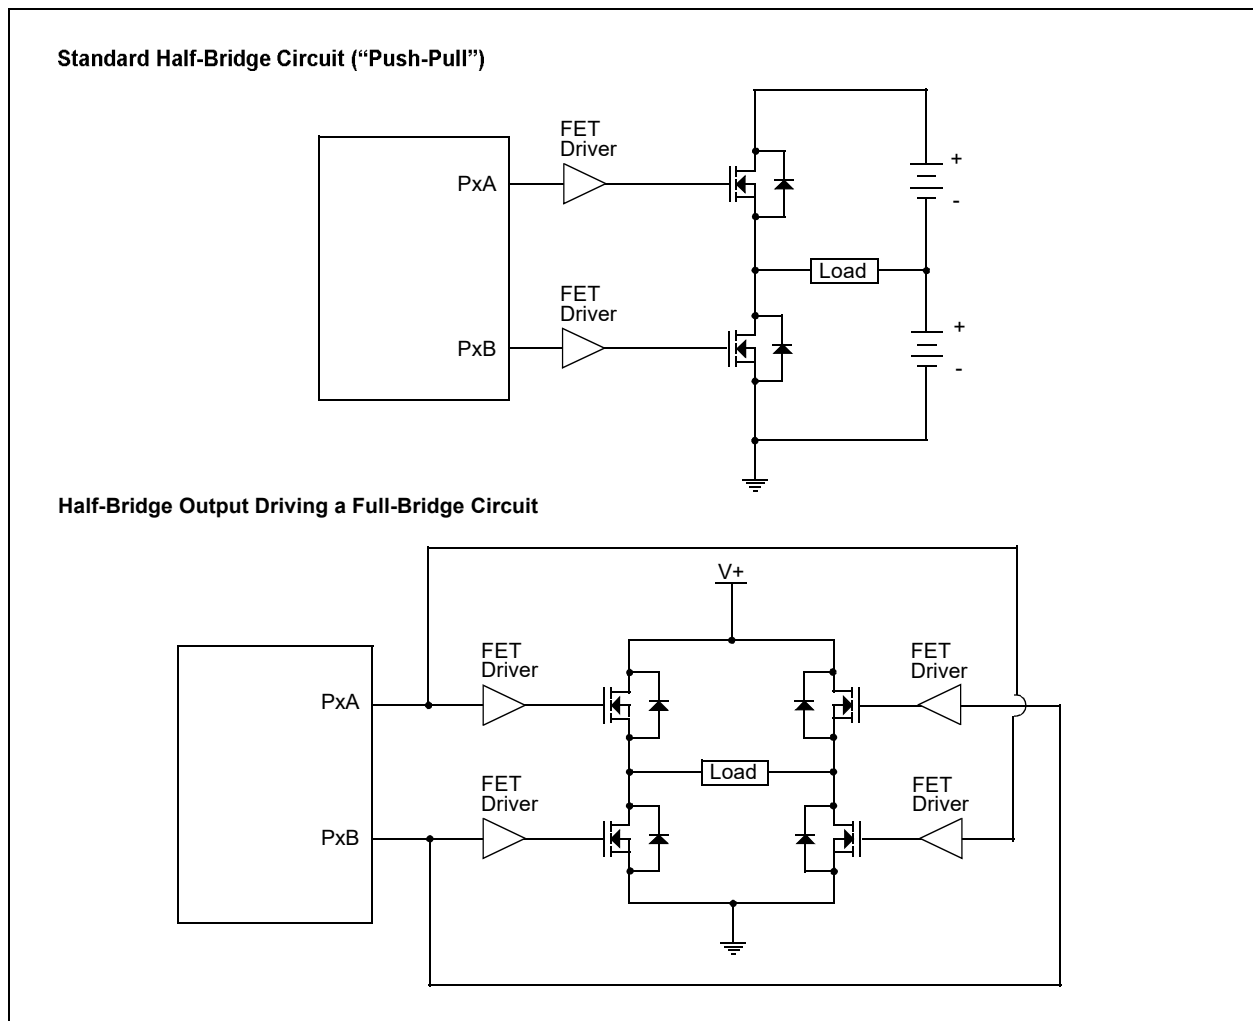 Standard Half-Bridge Circuit (“Push-Pull”)
FET
Driver
PxA
+
-
Load
FET
Driver
PxB
+
-
Half-Bridge Output Driving a Full-Bridge Circuit
V+
FET
Driver
FET
Driver
PxA
Load
FET
Driver
FET
Driver
PxB